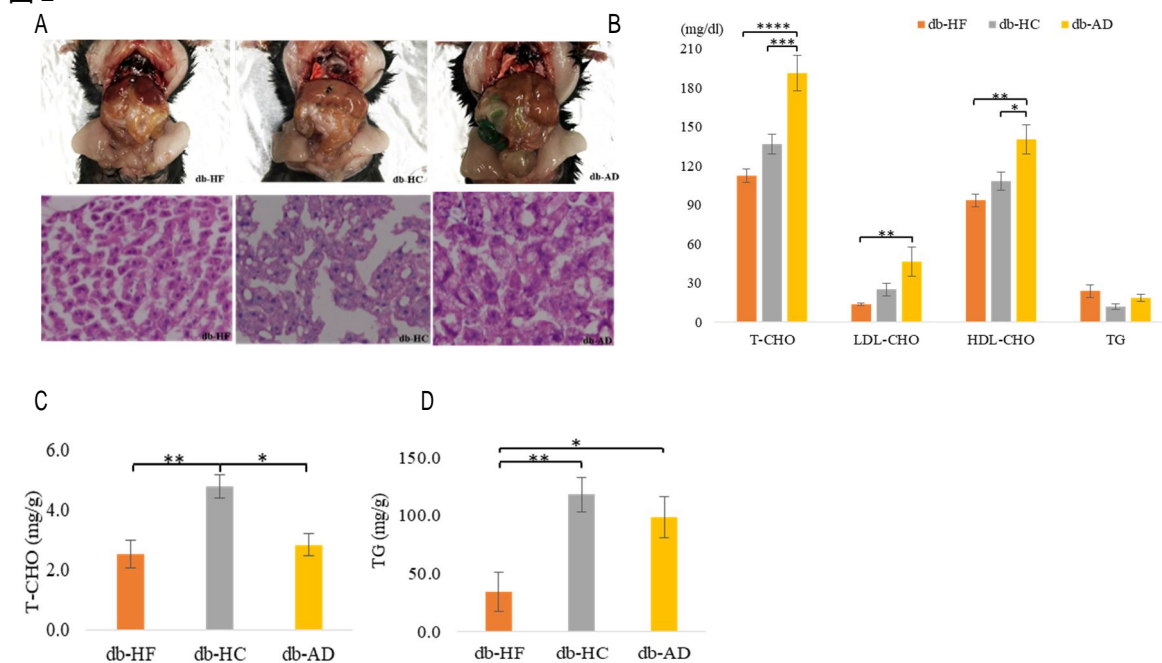 A
db-HF
db-HC
db-AD
db-HF
db-HC
db-AD
B
(mg/dl)
db-HF db-HC db-AD
210
180
150
120
90
60
30
0
**** 
***
**
**
*
T-CHO LDL-CHO HDL-CHO TG
C
T-CHO (mg/g)
6.0
4.0
2.0
0.0
** *
db-HF db-HC db-AD
D
TG (mg/g)
150.0
100.0
50.0
0.0
*
**
db-HF db-HC db-AD